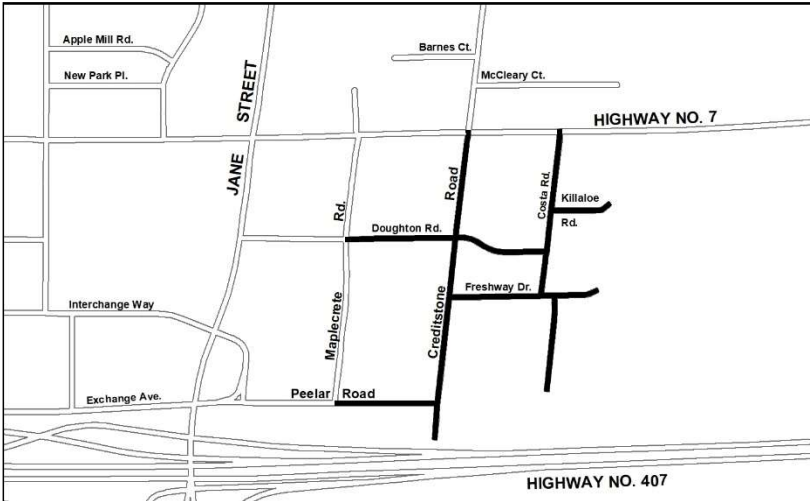 Apple Mill Rd.
Barnes Ct.
New Park Pl.
McCleary Ct.
STREET
HIGHWAY NO. 7
JANE
Road
Costa Rd.
Killaloe
Rd.
Rd.
Doughton Rd.
Freshway Dr.
Interchange Way
Maplecrete
Creditstone
Exchange Ave.
Peelar Road
HIGHWAY NO. 407